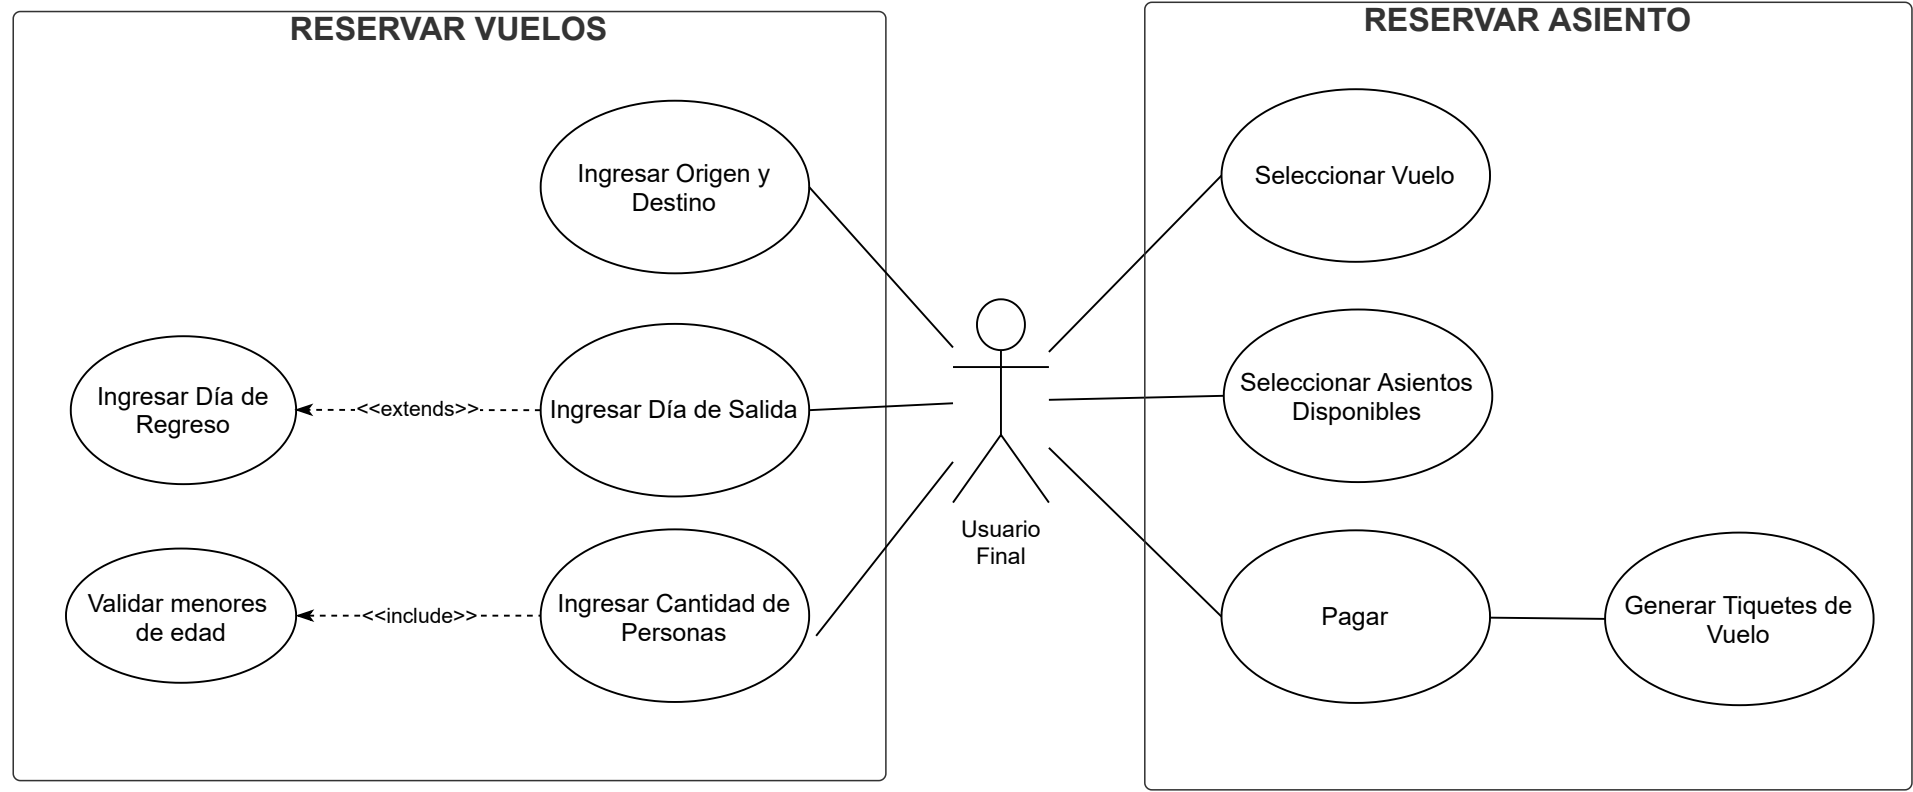 RESERVAR VUELOS
Ingresar Origen y
Destino
Ingresar Día de
Regreso
<<extends>>
Ingresar Día de Salida
Validar menores
de edad
<<include>>
Ingresar Cantidad de
Personas
Usuario
Final
RESERVAR ASIENTO
Seleccionar Vuelo
Seleccionar Asientos
Disponibles
Pagar
Generar Tiquetes de
Vuelo